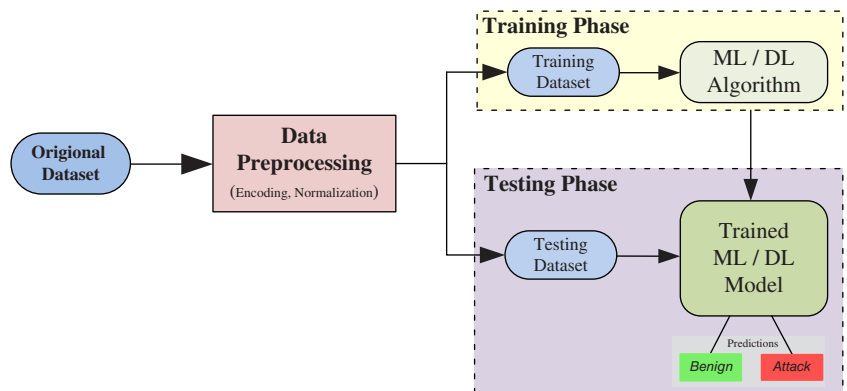 Origional
Dataset
Data
Preprocessing
(Encoding, Normalization)
Training Phase
Training
Dataset
ML / DL
Algorithm
Testing Phase
Testing
Dataset
Trained
ML / DL
Model
Predictions
Benign
Attack